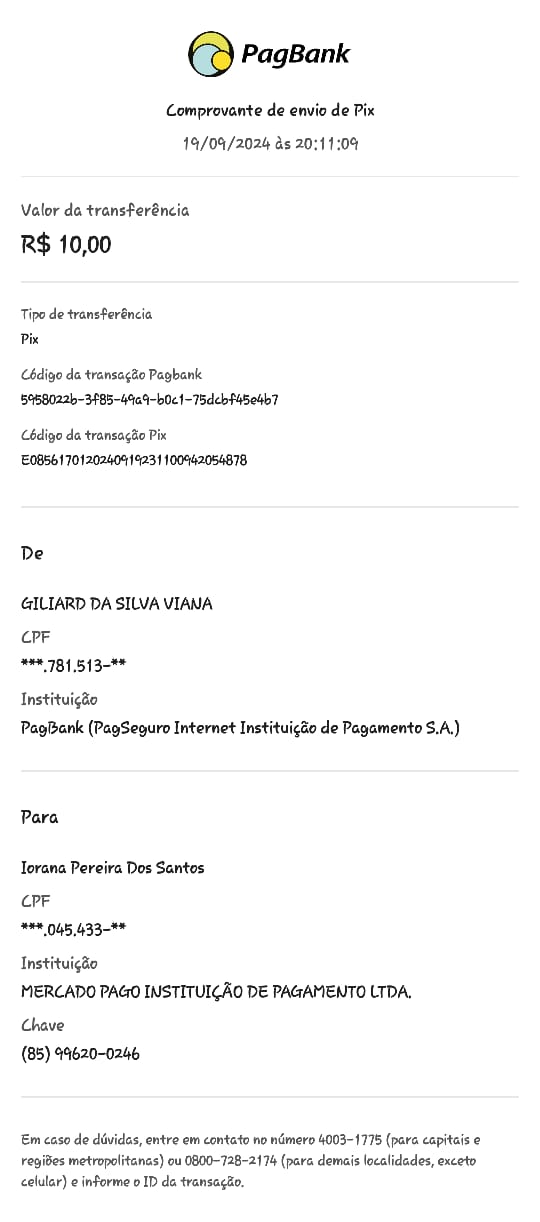 PagBank
Comprovante de envio de Pix
19/09/2024 às 20:11:09
Valor da transferência
R$ 10,00
Tipo de transferência
Pix
Código da transação Pagbank
5958022b-3f85-49a9-b0c1-75dcbf45e4b7
Código da transação Pix
E0856170120240919231100942054878
De
GILIARD DA SILVA VIANA
CPF
***.781.513-**
Instituição
PagBank (PagSeguro Internet Instituição de Pagamento S.A.)
Para
Iorana Pereira Dos Santos
CPF
***.045.433-**
Instituição
MERCADO PAGO INSTITUIÇÃO DE PAGAMENTO LTDA.
Chave
(85) 99620-0246
Em caso de dúvidas, entre em contato no número 4003-1775 (para capitais e
regiões metropolitanas) ou 0800-728-2174 (para demais localidades, exceto
celular) e informe o ID da transação.